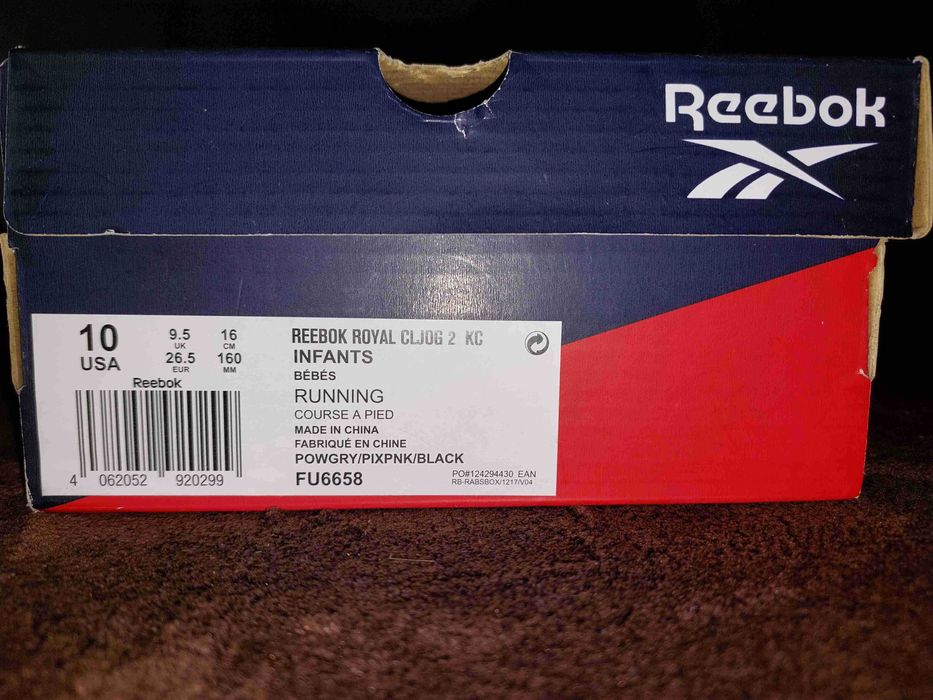 Reebok
10
USA
9.5
UK
26.5
EUR
16
CM
160
MM
Reebok
4 062052 920299
REEBOK ROYAL CLJOG 2 KC
INFANTS
BÉBÉS
RUNNING
COURSE A PIED
MADE IN CHINA
FABRIQUÉ EN CHINE
POWGRY/PIXPNK/BLACK
FU6658
PO#124294430 EAN
RB-RABSBOX/1217/V04